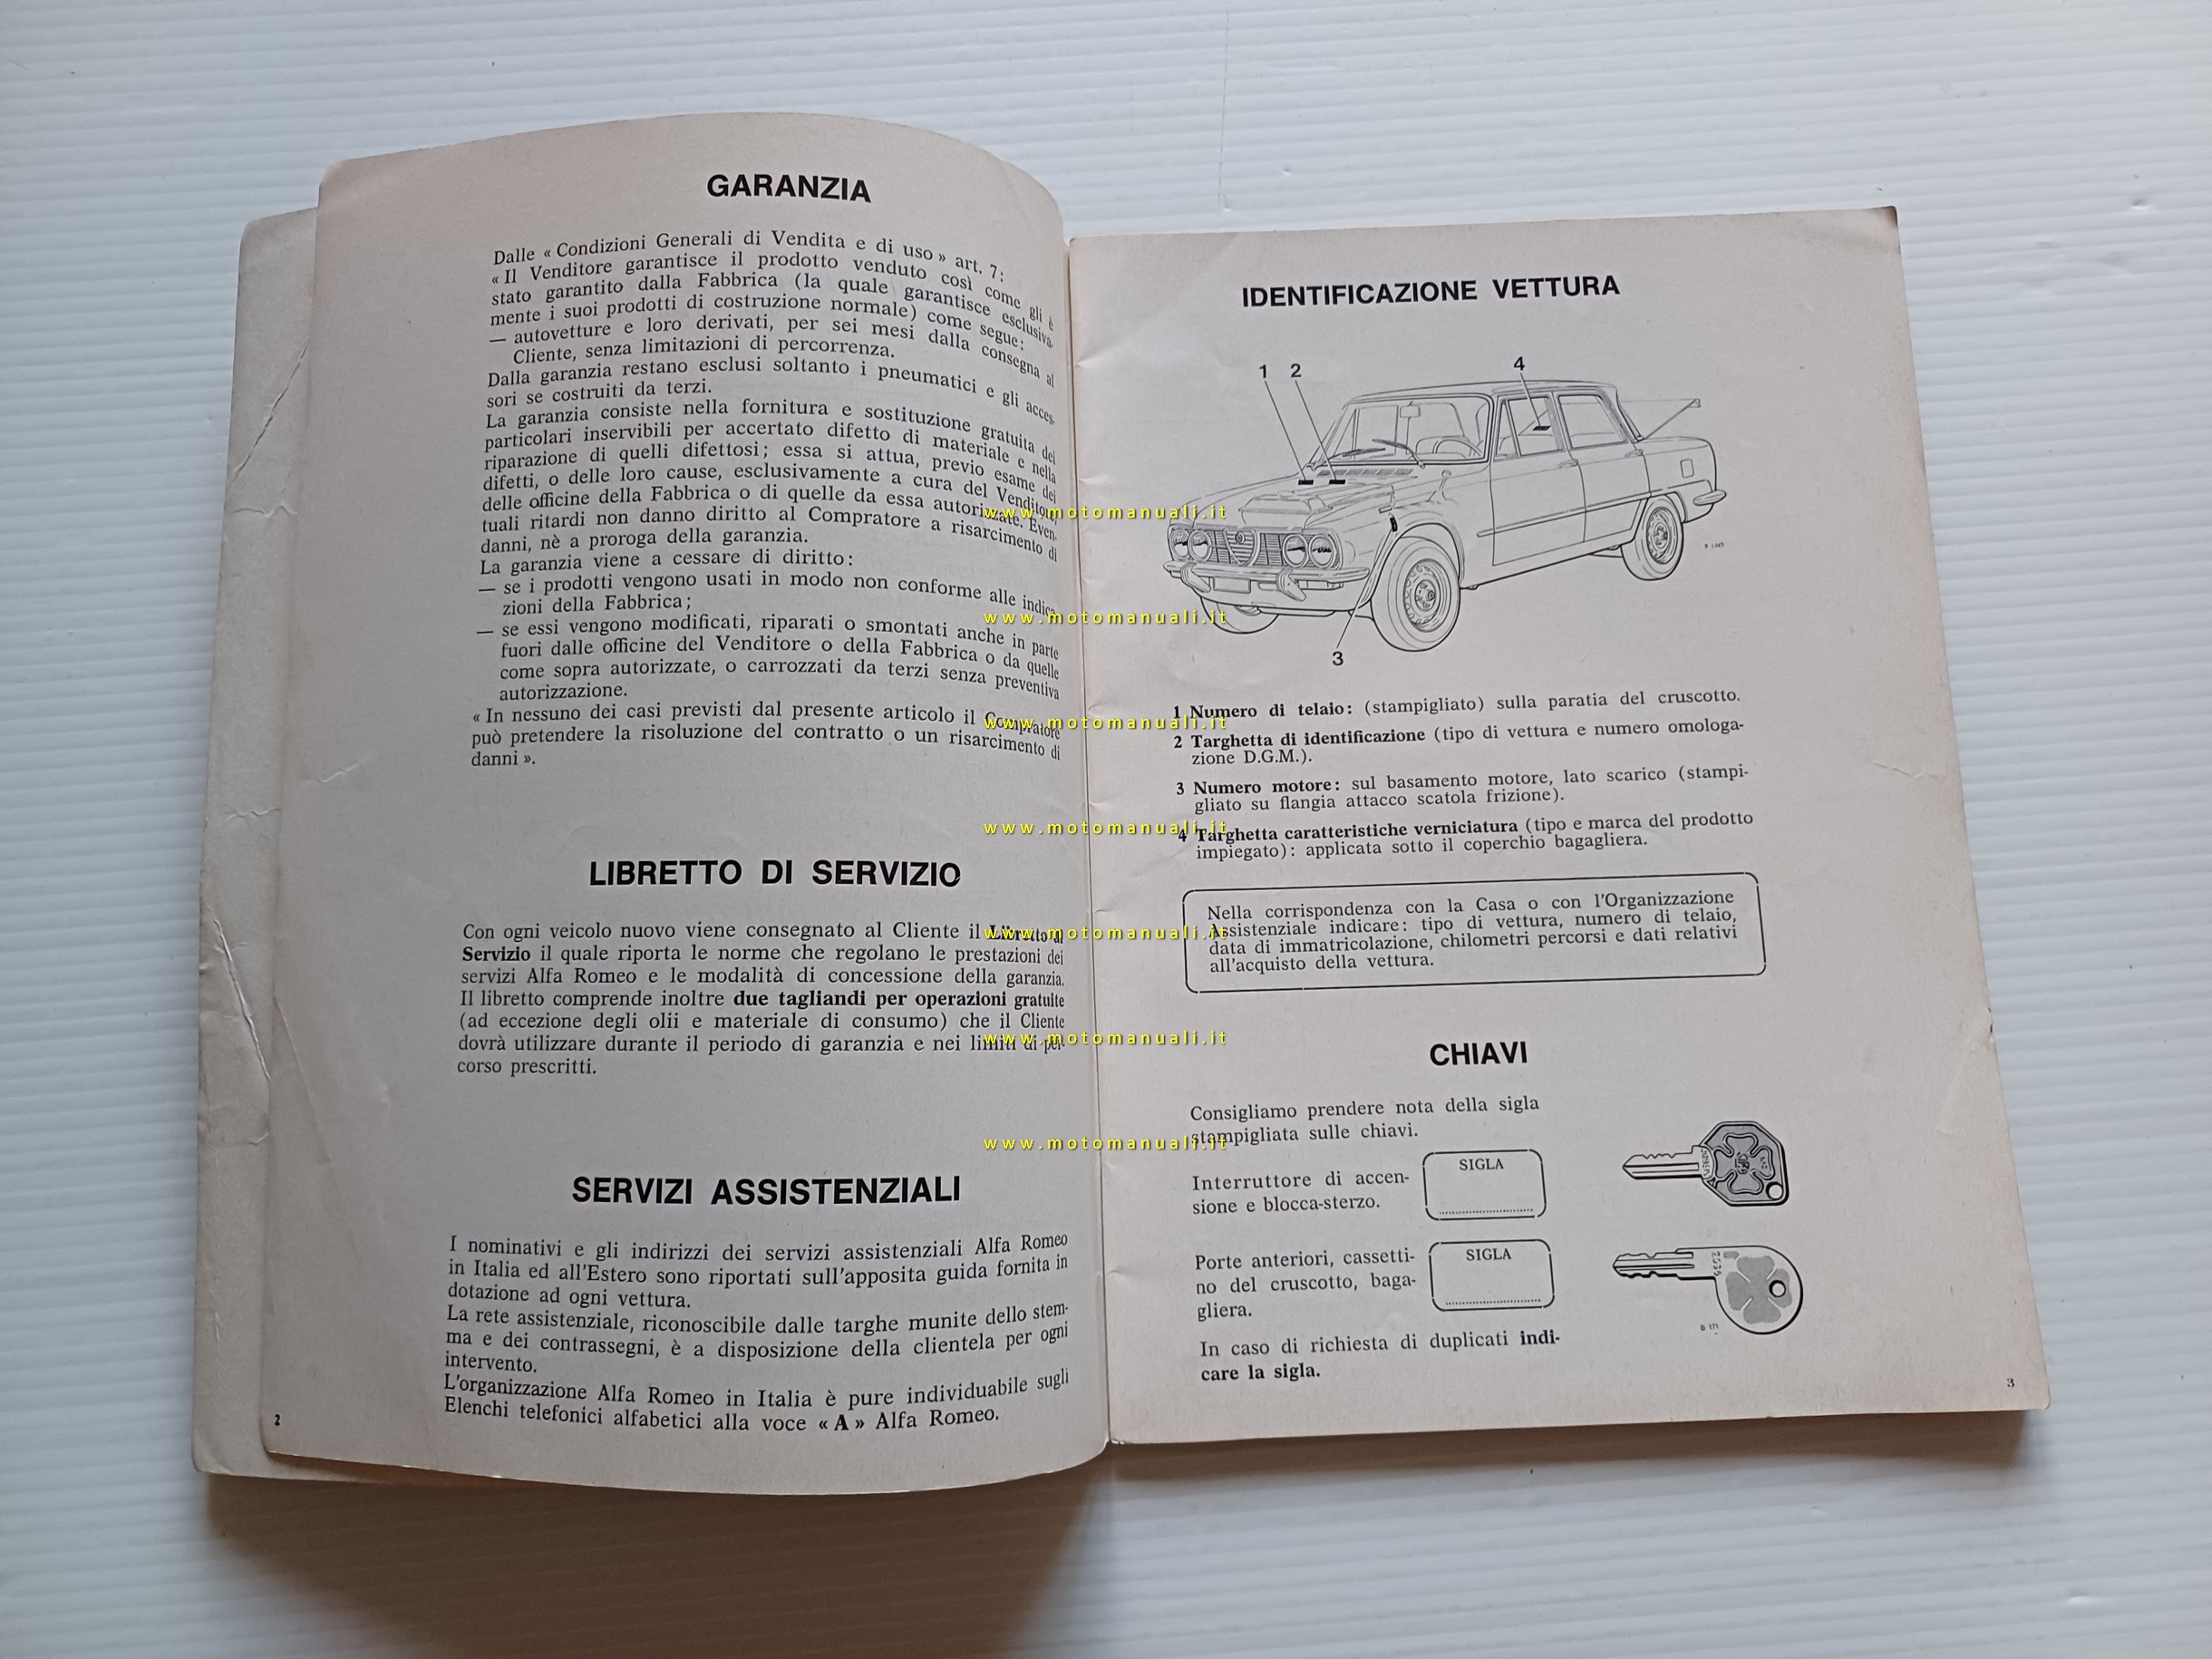 GARANZIA
Dalle « Condizioni Generali di Vendita e di uso » art. 7:
« Il Venditore garantisce il prodotto venduto così come gli è
stato garantito dalla Fabbrica (la quale garantisce esclusiva-
mente i suoi prodotti di costruzione normale) come segue:
— autovetture e loro derivati, per sei mesi dalla consegna al
Cliente, senza limitazioni di percorrenza.
Dalla garanzia restano esclusi soltanto i pneumatici e gli acces-
sori se costruiti da terzi.
La garanzia consiste nella fornitura e sostituzione gratuita dei
particolari inservibili per accertato difetto di materiale e nella
riparazione di quelli difettosi; essa si attua, previo esame dei
difetti, o delle loro cause, esclusivamente a cura del Venditore,
delle officine della Fabbrica o di quelle da essa autorizzate. Even-
tuali ritardi non danno diritto al Compratore a risarcimento di
danni, nè a proroga della garanzia.
La garanzia viene a cessare di diritto:
— se i prodotti vengono usati in modo non conforme alle indica-
zioni della Fabbrica;
— se essi vengono modificati, riparati o smontati anche in parte
fuori dalle officine del Venditore o della Fabbrica o da quelle
come sopra autorizzate, o carrozzati da terzi senza preventiva
autorizzazione.
« In nessuno dei casi previsti dal presente articolo il Compratore
può pretendere la risoluzione del contratto o un risarcimento di
danni ».
LIBRETTO DI SERVIZIO
Con ogni veicolo nuovo viene consegnato al Cliente il Libretto di
Servizio il quale riporta le norme che regolano le prestazioni dei
servizi Alfa Romeo e le modalità di concessione della garanzia.
Il libretto comprende inoltre due tagliandi per operazioni gratuite
(ad eccezione degli olii e materiale di consumo) che il Cliente
dovrà utilizzare durante il periodo di garanzia e nei limiti di per-
corso prescritti.
SERVIZI ASSISTENZIALI
I nominativi e gli indirizzi dei servizi assistenziali Alfa Romeo
in Italia ed all'Estero sono riportati sull'apposita guida fornita in
dotazione ad ogni vettura.
La rete assistenziale, riconoscibile dalle targhe munite dello stem-
ma e dei contrassegni, è a disposizione della clientela per ogni
intervento.
L'organizzazione Alfa Romeo in Italia è pure individuabile sugli
Elenchi telefonici alfabetici alla voce « A » Alfa Romeo.
2
IDENTIFICAZIONE VETTURA
1 2 4
3
1 Numero di telaio: (stampigliato) sulla paratia del cruscotto.
2 Targhetta di identificazione (tipo di vettura e numero omologa-
zione D.G.M.).
3 Numero motore: sul basamento motore, lato scarico (stampi-
gliato su flangia attacco scatola frizione).
4 Targhetta caratteristiche verniciatura (tipo e marca del prodotto
impiegato): applicata sotto il coperchio bagagliera.
Nella corrispondenza con la Casa o con l'Organizzazione
Assistenziale indicare: tipo di vettura, numero di telaio,
data di immatricolazione, chilometri percorsi e dati relativi
all'acquisto della vettura.
CHIAVI
Consigliamo prendere nota della sigla
stampigliata sulle chiavi.
Interruttore di accen-
sione e blocca-sterzo.
SIGLA
Porte anteriori, cassetti-
no del cruscotto, baga-
gliera.
SIGLA
In caso di richiesta di duplicati indi-
care la sigla.
3
www.motomanuali.it
www.motomanuali.it
www.motomanuali.it
www.motomanuali.it
www.motomanuali.it
www.motomanuali.it
www.motomanuali.it